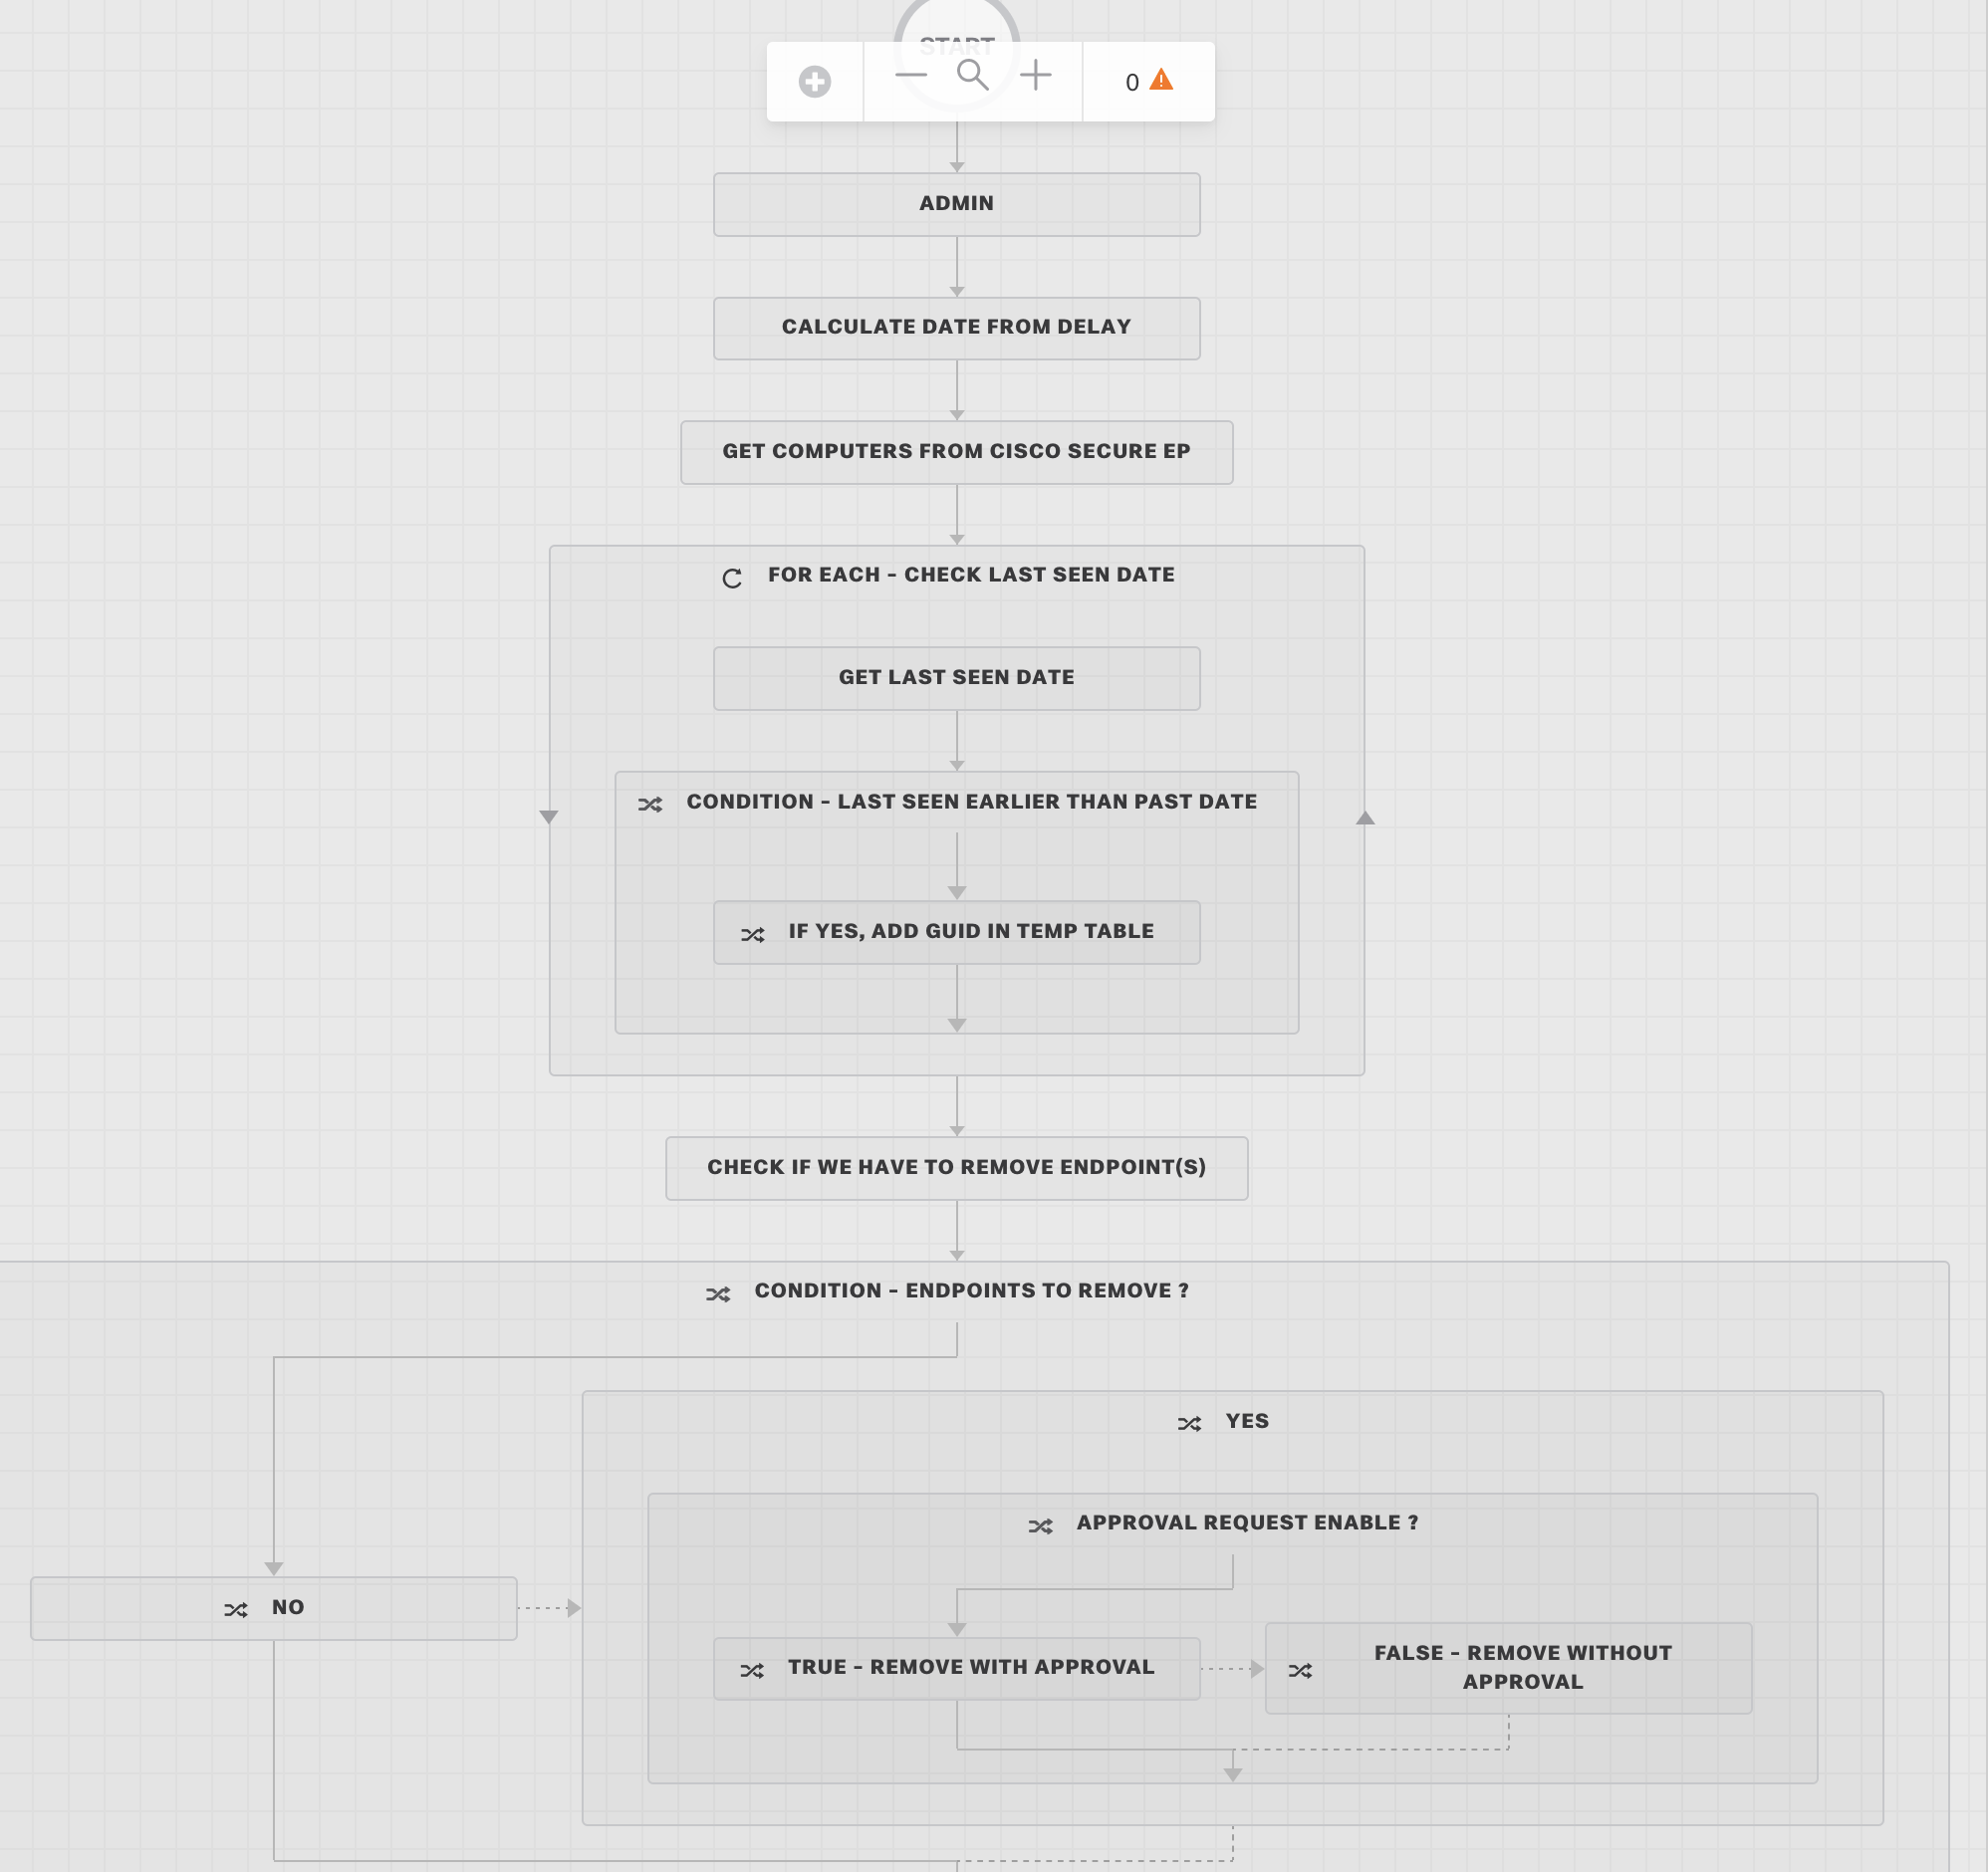 START
0
ADMIN
CALCULATE DATE FROM DELAY
GET COMPUTERS FROM CISCO SECURE EP
FOR EACH - CHECK LAST SEEN DATE
GET LAST SEEN DATE
CONDITION - LAST SEEN EARLIER THAN PAST DATE
IF YES, ADD GUID IN TEMP TABLE
CHECK IF WE HAVE TO REMOVE ENDPOINT(S)
CONDITION - ENDPOINTS TO REMOVE ?
YES
APPROVAL REQUEST ENABLE ?
NO
TRUE - REMOVE WITH APPROVAL
FALSE - REMOVE WITHOUT
APPROVAL